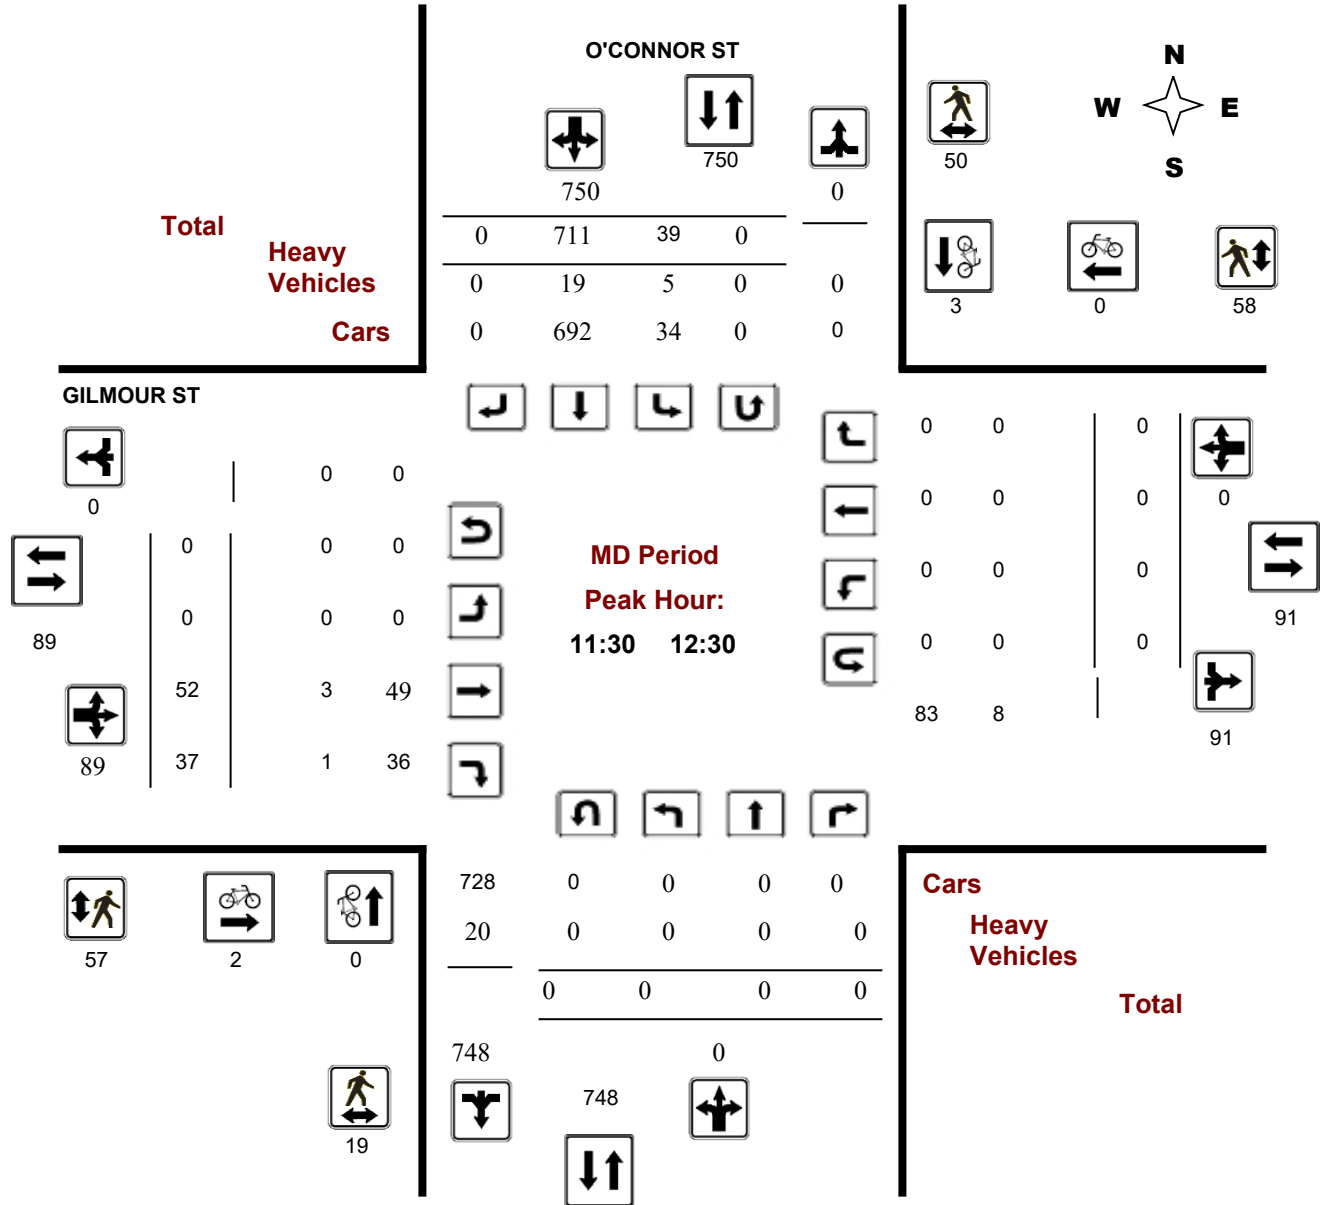 O'CONNOR ST
N
W E
S
750
50
750 0
Total
0 711 39 0
Heavy
Vehicles
0 19 5 0 0
3 0 58
Cars
0 692 34 0 0
GILMOUR ST
0 0 0
0 0
0
0 0 0 0
0 0 0
MD Period
0 0 0
Peak Hour:
0 0 0
91
89
11:30 12:30
0 0 0
52 3 49
83 8
91
89 37 1 36
728 0 0 0 0
Cars
20 0 0 0 0
Heavy
Vehicles
57 2 0
0 0 0 0
Total
748 0
748
19